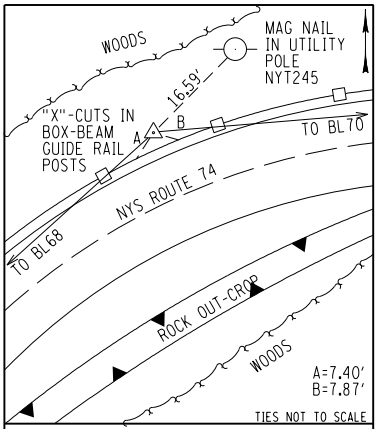 WOODS
MAG NAIL
IN UTILITY
POLE
NYT245
16.59'
"X"-CUTS IN
BOX-BEAM
GUIDE RAIL
POSTS
A
B
TO BL70
NYS ROUTE 74
TO BL68
ROCK OUT-CROP
WOODS
A=7.40'
B=7.87'
TIES NOT TO SCALE